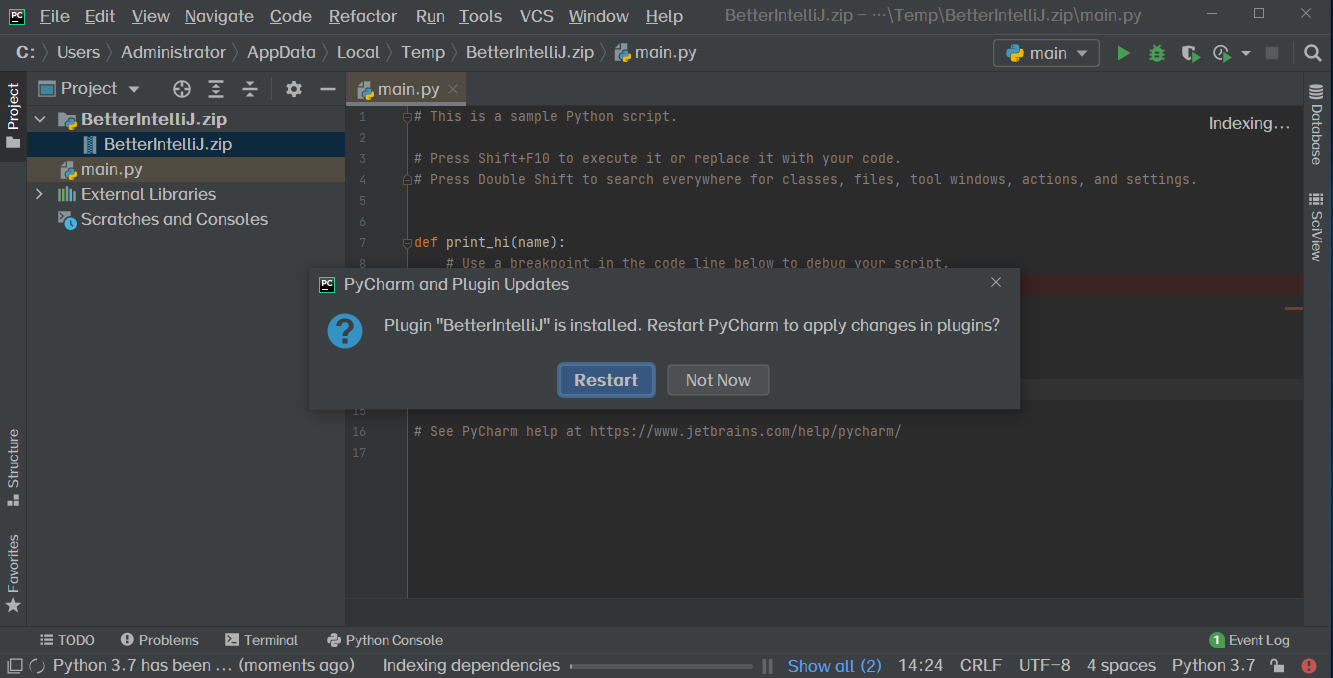 PC File Edit View Navigate Code Refactor Run Tools VCS Window Help BetterIntelliJ.zip – ...\Temp\BetterIntelliJ.zip\main.py
C: Users Administrator AppData Local Temp BetterIntelliJ.zip main.py main
Project
Project
main.py
BetterIntelliJ.zip
BetterIntelliJ.zip
main.py
External Libraries
Scratches and Consoles
Structure
Favorites
1 # This is a sample Python script.
2
3 # Press Shift+F10 to execute it or replace it with your code.
4 # Press Double Shift to search everywhere for classes, files, tool windows, actions, and settings.
5
6
7 def print_hi(name):
8 # Use a breakpoint in the code line below to debug your script.
Indexing...
Database
SciView
PC PyCharm and Plugin Updates
Plugin "BetterIntelliJ" is installed. Restart PyCharm to apply changes in plugins?
Restart Not Now
15
16 # See PyCharm help at https://www.jetbrains.com/help/pycharm/
17
TODO Problems Terminal Python Console 1 Event Log
Python 3.7 has been ... (moments ago) Indexing dependencies Show all (2) 14:24 CRLF UTF-8 4 spaces Python 3.7